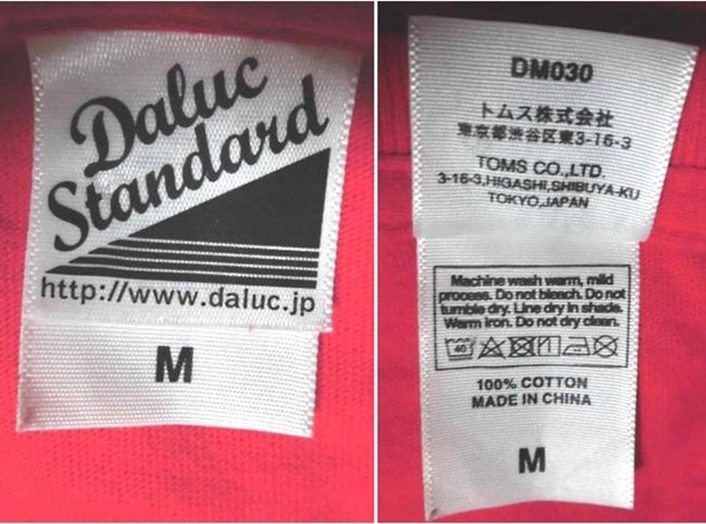 Daluc
Standard
http://www.daluc.jp
M
DM030
トムス株式会社
東京都渋谷区東3-16-3
TOMS CO.,LTD.
3-16-3,HIGASHI,SHIBUYA-KU
TOKYO,JAPAN
Machine wash warm, mild
process. Do not bleach. Do not
tumble dry. Line dry in shade.
Warm iron. Do not dry clean.
40
100% COTTON
MADE IN CHINA
M